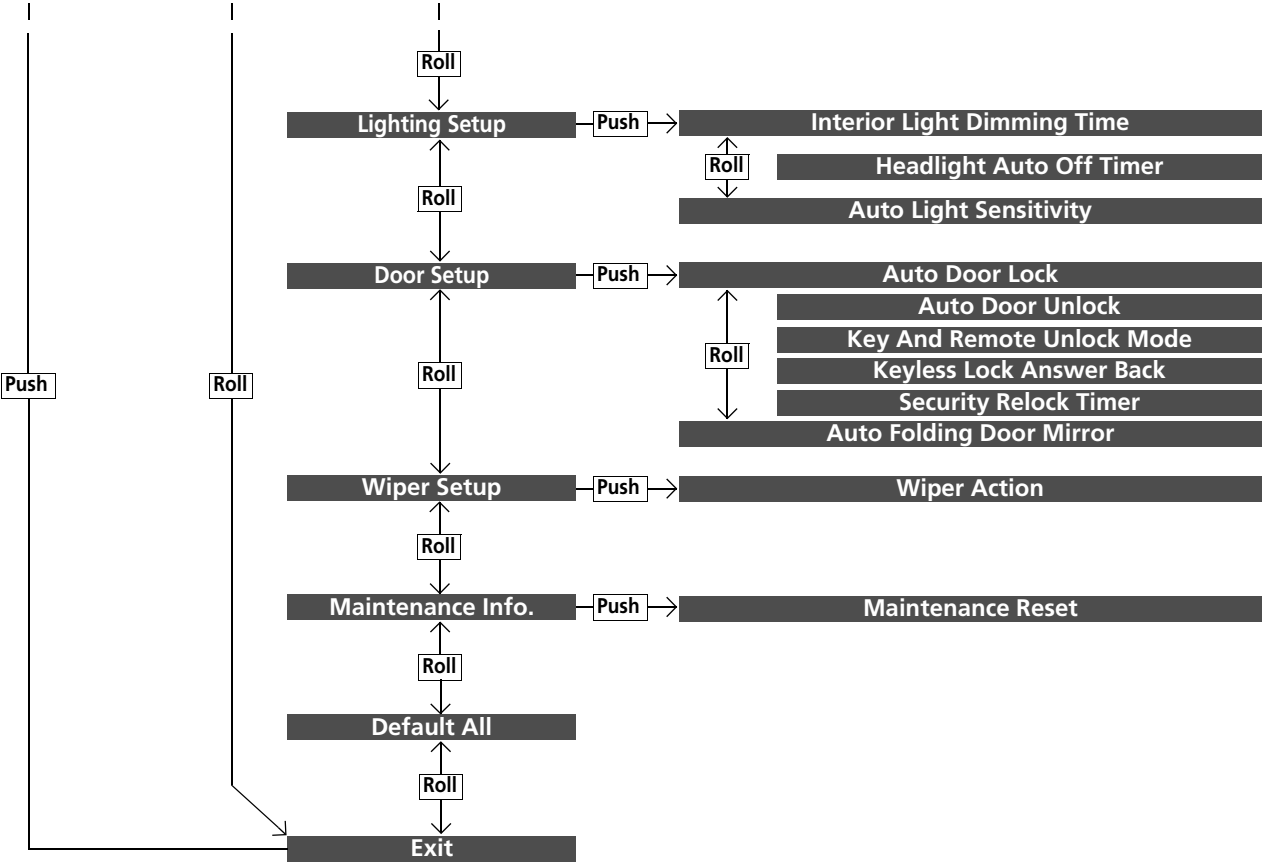 Roll
Lighting Setup
Push
Interior Light Dimming Time
Roll
Headlight Auto Off Timer
Auto Light Sensitivity
Roll
Door Setup
Push
Auto Door Lock
Auto Door Unlock
Key And Remote Unlock Mode
Roll
Keyless Lock Answer Back
Security Relock Timer
Auto Folding Door Mirror
Push
Roll
Roll
Wiper Setup
Push
Wiper Action
Roll
Maintenance Info.
Push
Maintenance Reset
Roll
Default All
Roll
Exit